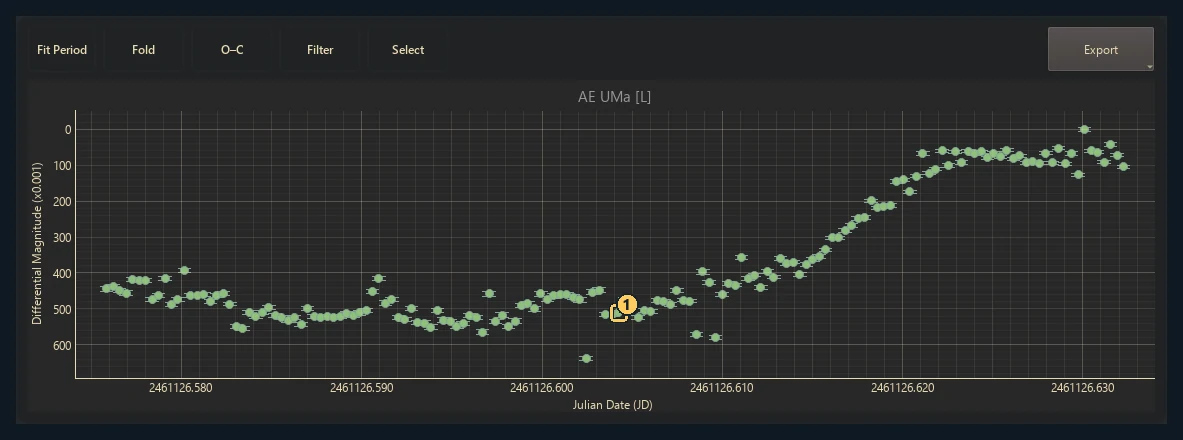 Fit Period Fold O–C Filter Select Export
AE UMa [L]
Differential Magnitude (x0.001)
0
100
200
300
400
500
600
1
2461126.580 2461126.590 2461126.600 2461126.610 2461126.620 2461126.630
Julian Date (JD)